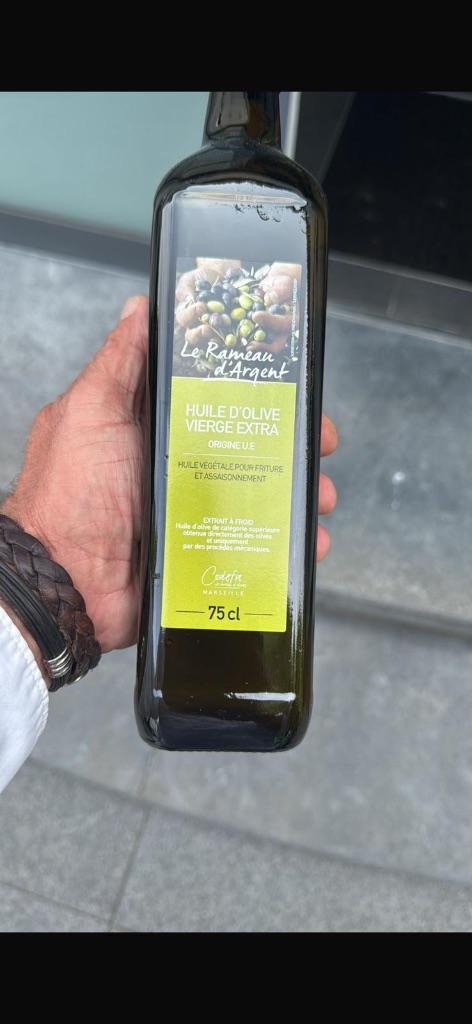 Le Rameau
d'Argent
HUILE D'OLIVE
VIERGE EXTRA
ORIGINE U.E
HUILE VÉGÉTALE POUR FRITURE
ET ASSAISONNEMENT
EXTRAIT À FROID
Huile d'olive de catégorie supérieure
obtenue directement des olives
et uniquement
par des procédés mécaniques.
MARSEILLE
75 cl